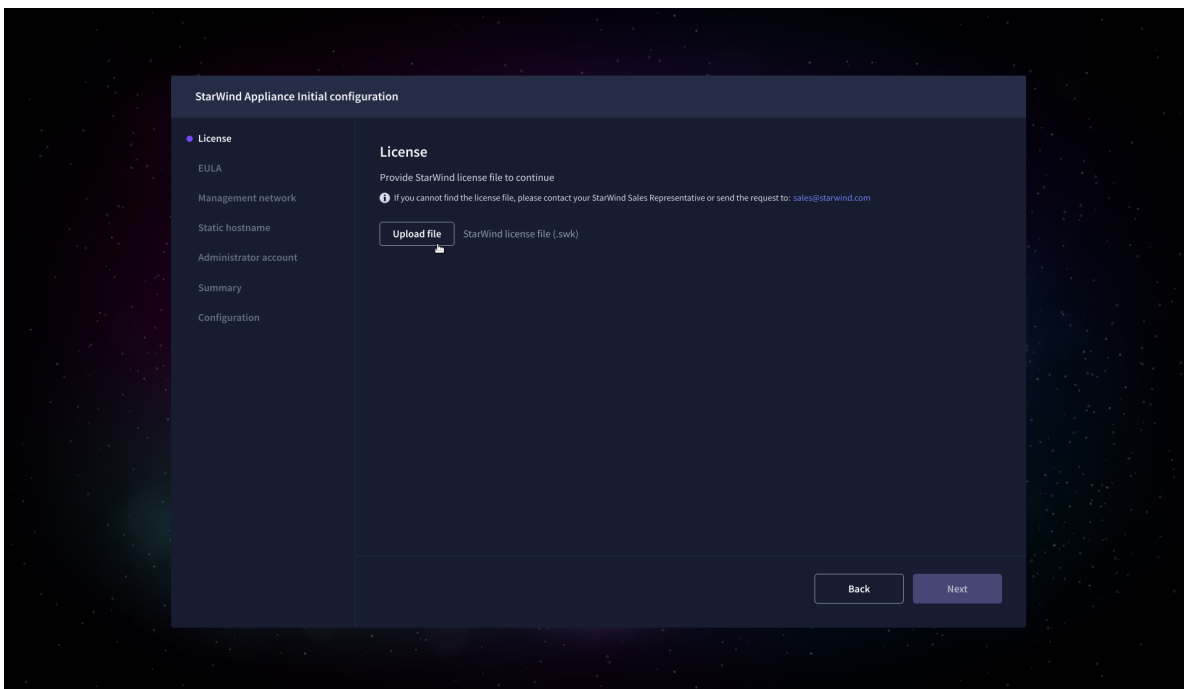 StarWind Appliance Initial configuration
License
EULA
Management network
Static hostname
Administrator account
Summary
Configuration
License
Provide StarWind license file to continue
If you cannot find the license file, please contact your StarWind Sales Representative or send the request to: sales@starwind.com
Upload file StarWind license file (.swk)
Back Next